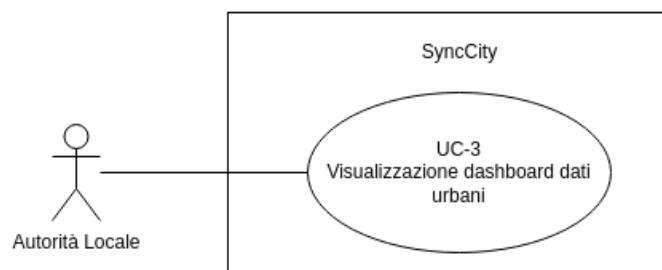 SyncCity
UC-3
Visualizzazione dashboard dati
urbani
Autorità Locale